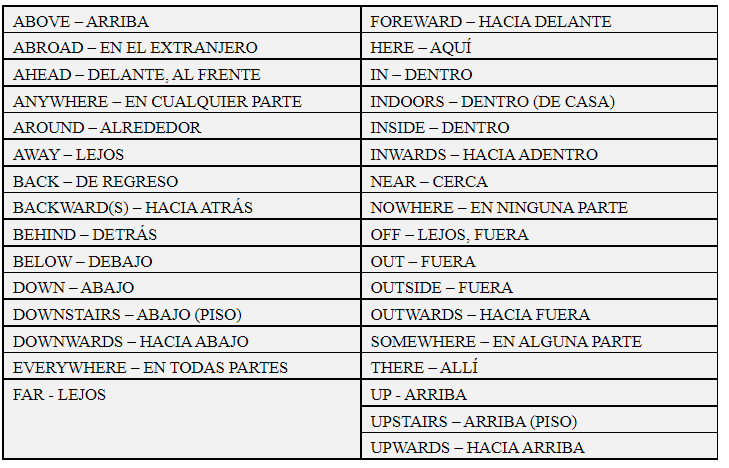 ABOVE – ARRIBA
ABROAD – EN EL EXTRANJERO
AHEAD – DELANTE, AL FRENTE
ANYWHERE – EN CUALQUIER PARTE
AROUND – ALREDEDOR
AWAY – LEJOS
BACK – DE REGRESO
BACKWARD(S) – HACIA ATRÁS
BEHIND – DETRÁS
BELOW – DEBAJO
DOWN – ABAJO
DOWNSTAIRS – ABAJO (PISO)
DOWNWARDS – HACIA ABAJO
EVERYWHERE – EN TODAS PARTES
FAR - LEJOS
FOREWARD – HACIA DELANTE
HERE – AQUÍ
IN – DENTRO
INDOORS – DENTRO (DE CASA)
INSIDE – DENTRO
INWARDS – HACIA ADENTRO
NEAR – CERCA
NOWHERE – EN NINGUNA PARTE
OFF – LEJOS, FUERA
OUT – FUERA
OUTSIDE – FUERA
OUTWARDS – HACIA FUERA
SOMEWHERE – EN ALGUNA PARTE
THERE – ALLÍ
UP - ARRIBA
UPSTAIRS – ARRIBA (PISO)
UPWARDS – HACIA ARRIBA